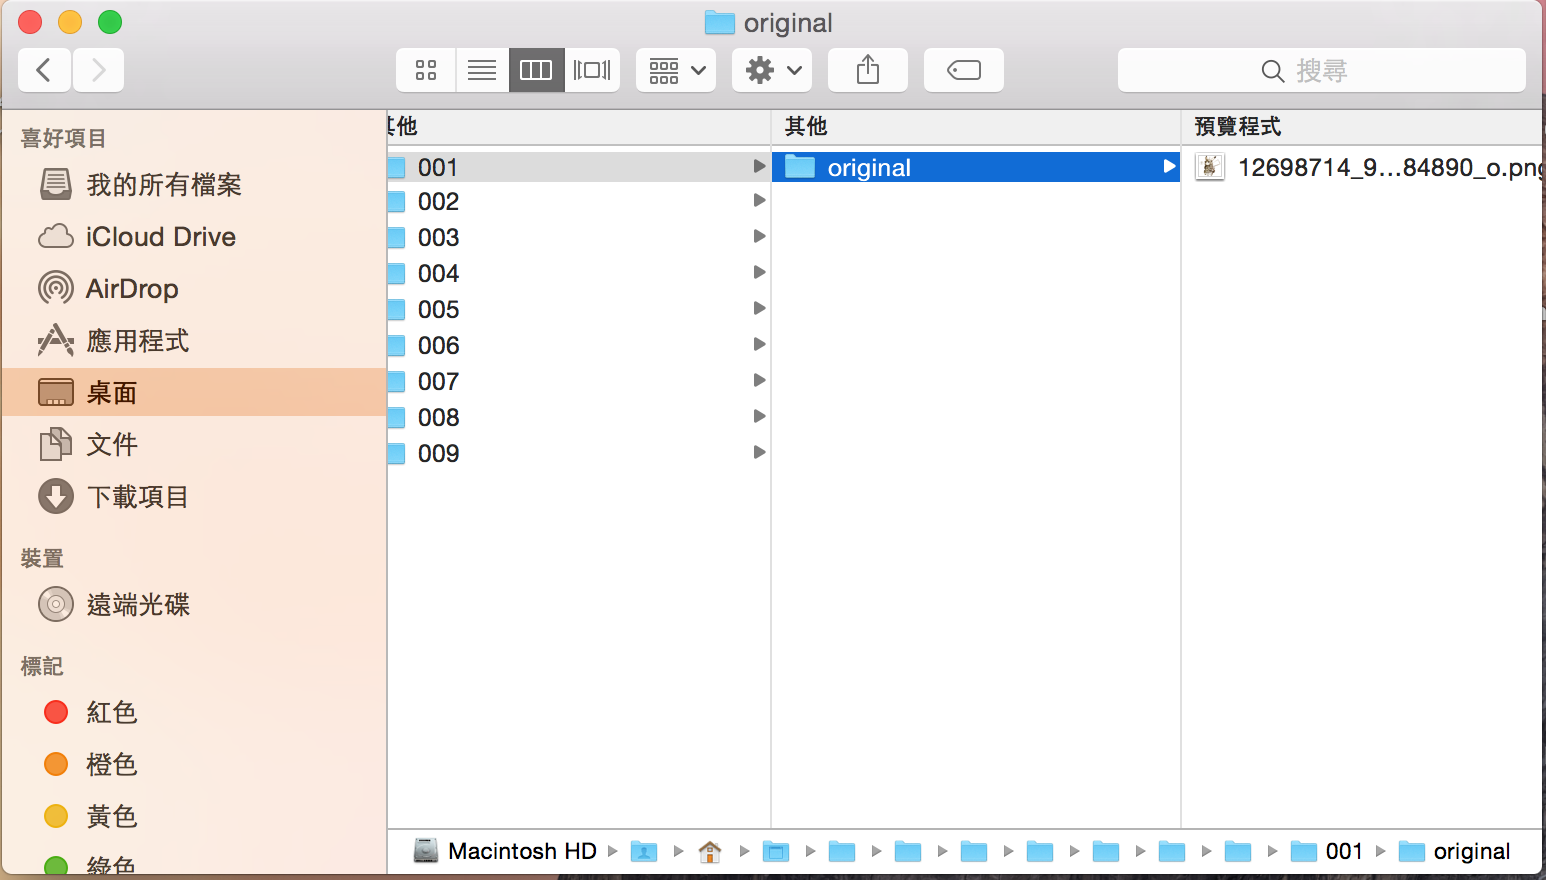 original
搜尋
喜好項目
我的所有檔案
iCloud Drive
AirDrop
應用程式
桌面
文件
下載項目
裝置
遠端光碟
標記
紅色
橙色
黃色
綠色
其他
001
002
003
004
005
006
007
008
009
其他
original
預覽程式
12698714_9...84890_o.png
Macintosh HD
001
original